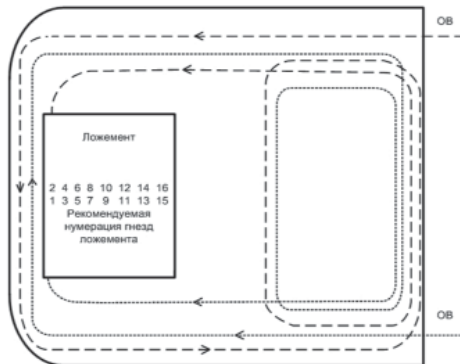 ОВ
Ложемент
2 4 6 8 10 12 14 16
1 3 5 7 9 11 13 15
Рекомендуемая
нумерация гнезд
ложемента
ОВ